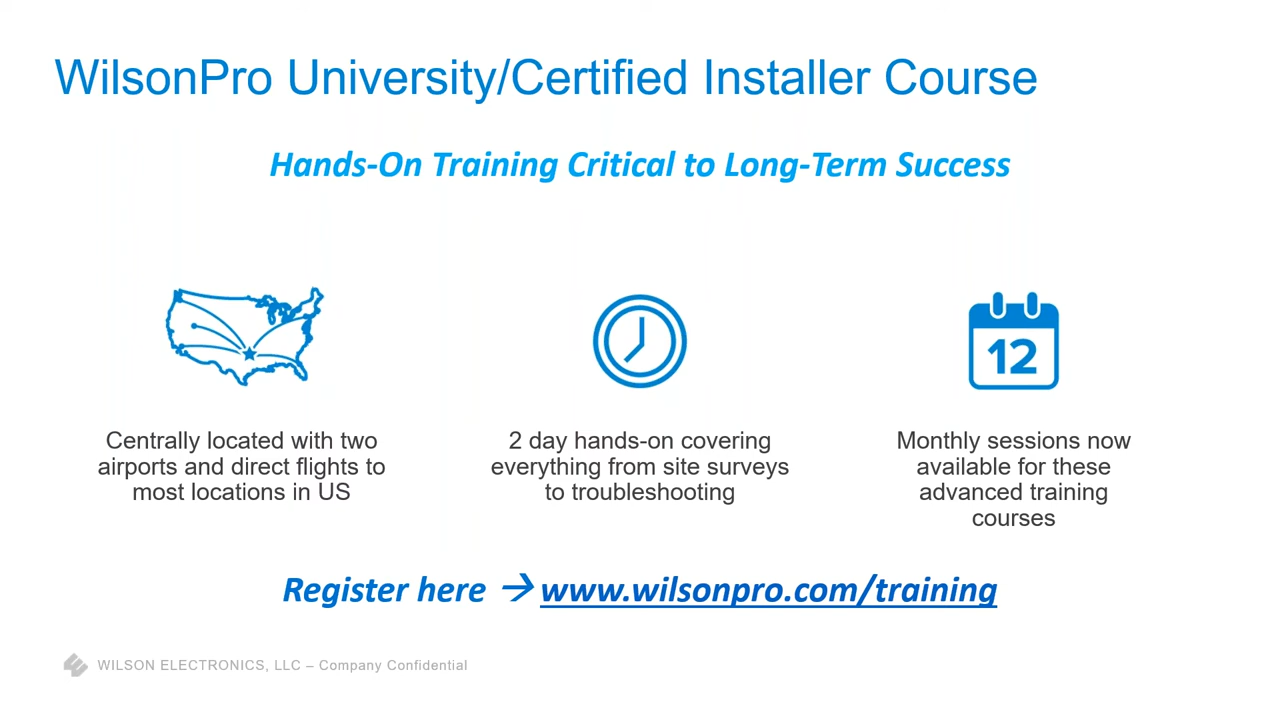 WilsonPro University/Certified Installer Course
Hands-On Training Critical to Long-Term Success
12
Centrally located with two
airports and direct flights to
most locations in US
2 day hands-on covering
everything from site surveys
to troubleshooting
Monthly sessions now
available for these
advanced training
courses
Register here → www.wilsonpro.com/training
WILSON ELECTRONICS, LLC – Company Confidential